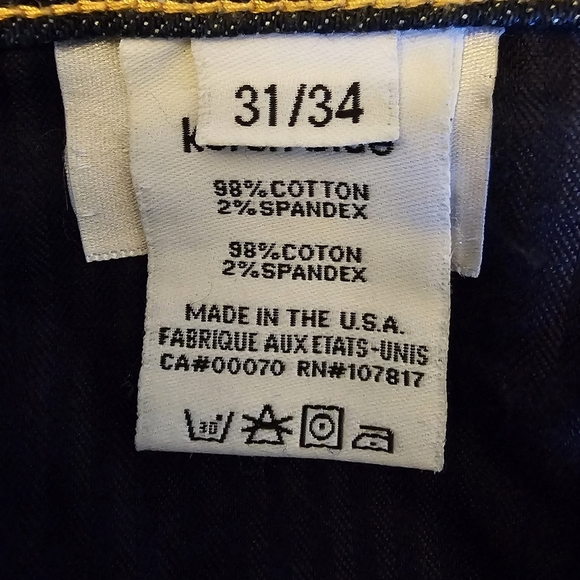 31/34
98%COTTON
2%SPANDEX
98%COTON
2%SPANDEX
MADE IN THE U.S.A.
FABRIQUE AUX ETATS-UNIS
CA#00070 RN#107817
30